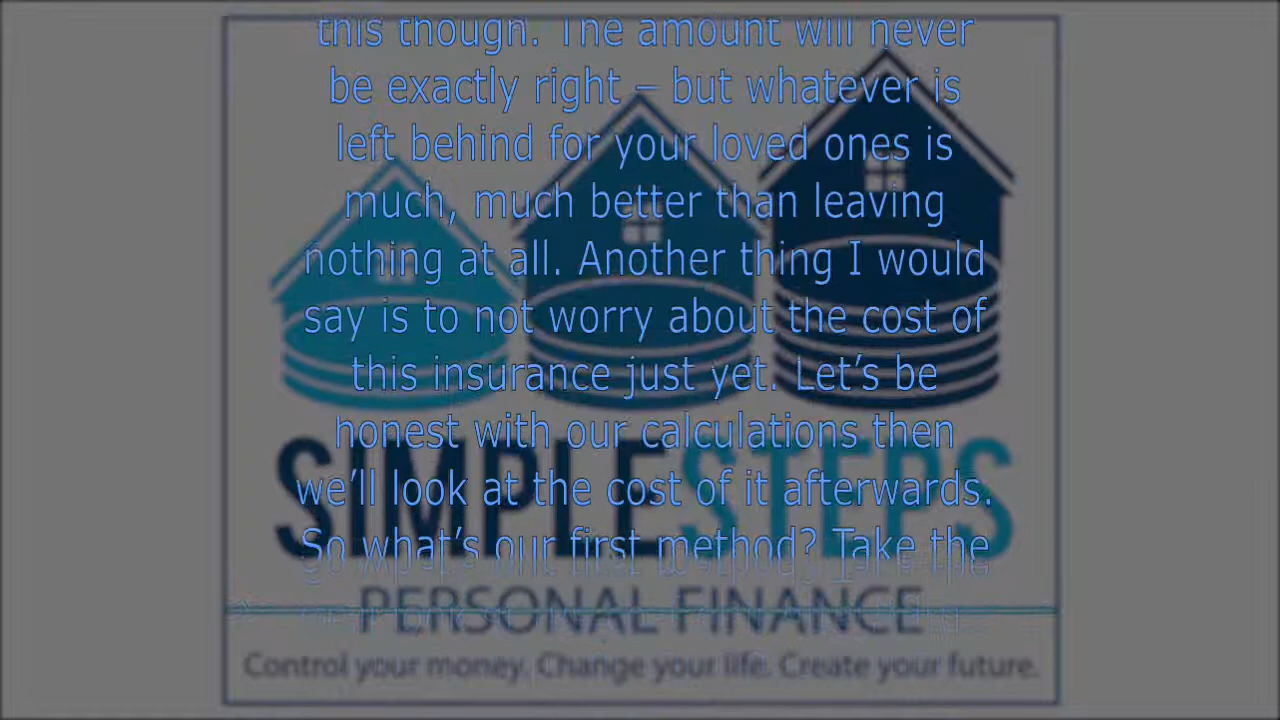 this though. The amount will never
be exactly right – but whatever is
left behind for your loved ones is
much, much better than leaving
nothing at all. Another thing I would
say is to not worry about the cost of
this insurance just yet. Let’s be
honest with our calculations then
we’ll look at the cost of it afterwards.
So what’s our first method? Take the
SIMPLESTEPS
PERSONAL FINANCE
Control your money. Change your life. Create your future.